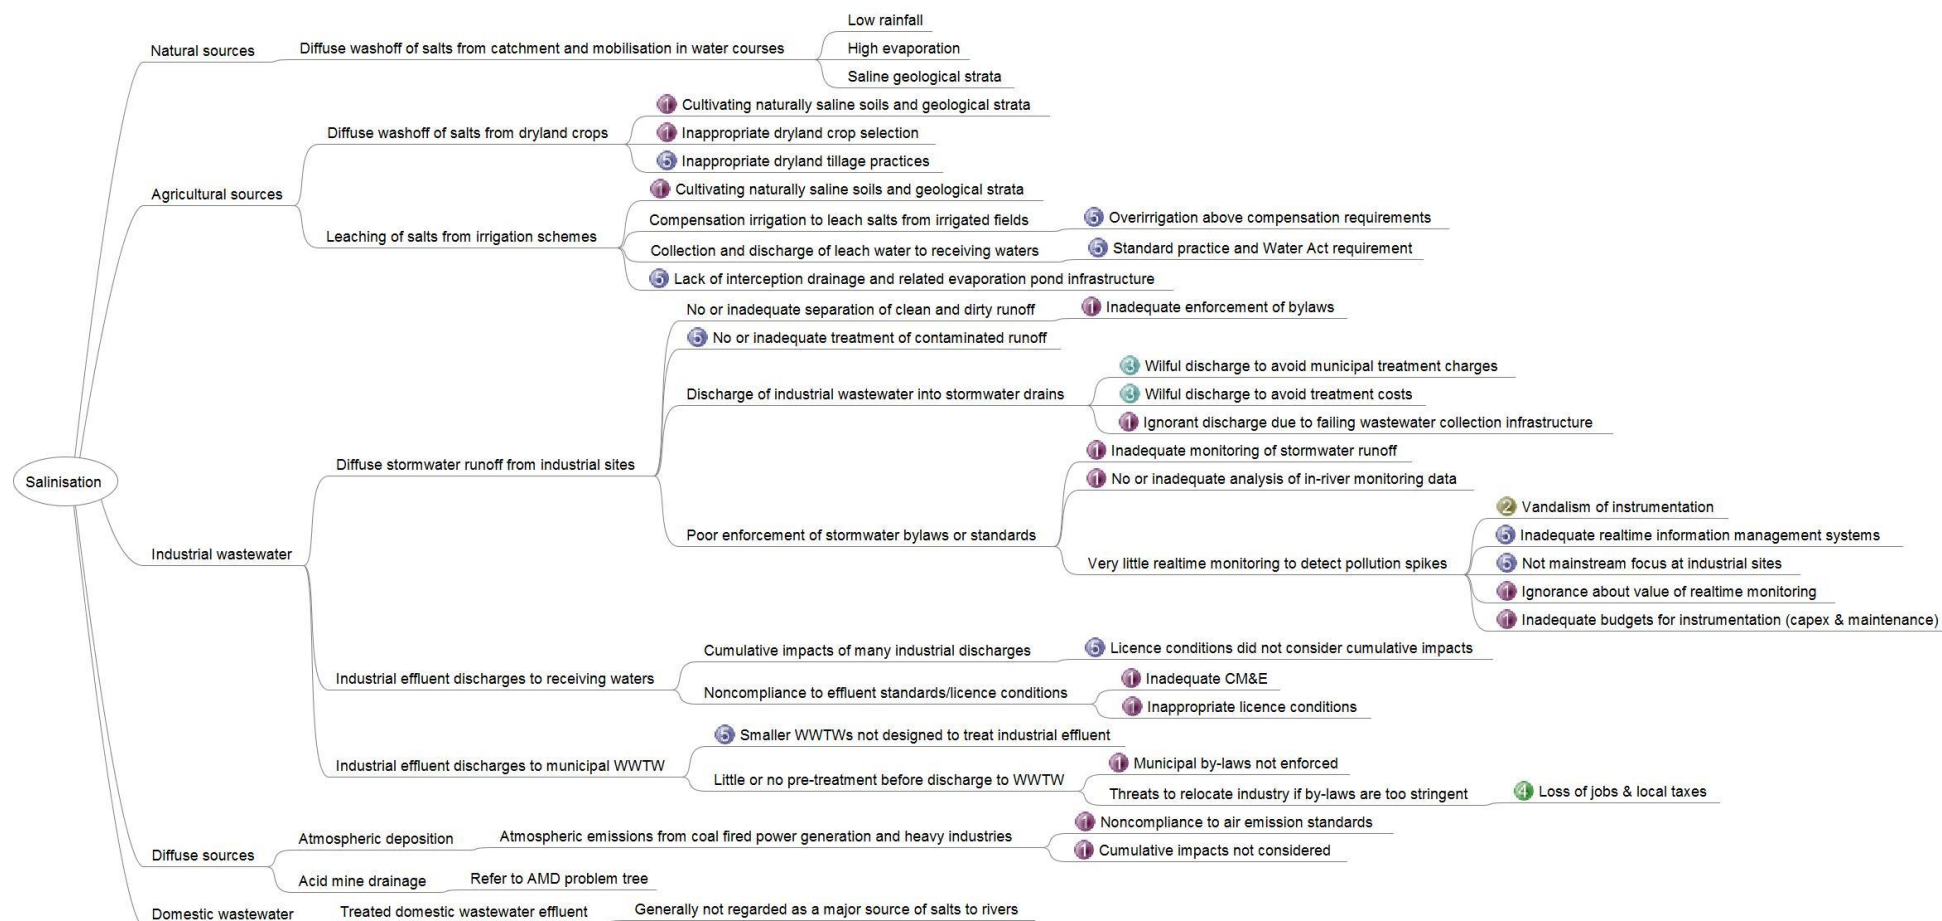 Salinisation
Natural sources
Diffuse washoff of salts from catchment and mobilisation in water courses
Low rainfall
High evaporation
Saline geological strata
Agricultural sources
Diffuse washoff of salts from dryland crops
1 Cultivating naturally saline soils and geological strata
1 Inappropriate dryland crop selection
5 Inappropriate dryland tillage practices
Leaching of salts from irrigation schemes
1 Cultivating naturally saline soils and geological strata
Compensation irrigation to leach salts from irrigated fields
5 Overirrigation above compensation requirements
Collection and discharge of leach water to receiving waters
5 Standard practice and Water Act requirement
5 Lack of interception drainage and related evaporation pond infrastructure
Industrial wastewater
Diffuse stormwater runoff from industrial sites
No or inadequate separation of clean and dirty runoff
1 Inadequate enforcement of bylaws
5 No or inadequate treatment of contaminated runoff
Discharge of industrial wastewater into stormwater drains
3 Wilful discharge to avoid municipal treatment charges
3 Wilful discharge to avoid treatment costs
1 Ignorant discharge due to failing wastewater collection infrastructure
Poor enforcement of stormwater bylaws or standards
1 Inadequate monitoring of stormwater runoff
1 No or inadequate analysis of in-river monitoring data
Very little realtime monitoring to detect pollution spikes
2 Vandalism of instrumentation
5 Inadequate realtime information management systems
5 Not mainstream focus at industrial sites
1 Ignorance about value of realtime monitoring
1 Inadequate budgets for instrumentation (capex & maintenance)
Industrial effluent discharges to receiving waters
Cumulative impacts of many industrial discharges
5 Licence conditions did not consider cumulative impacts
Noncompliance to effluent standards/licence conditions
1 Inadequate CM&E
1 Inappropriate licence conditions
Industrial effluent discharges to municipal WWTW
5 Smaller WWTWs not designed to treat industrial effluent
Little or no pre-treatment before discharge to WWTW
1 Municipal by-laws not enforced
Threats to relocate industry if by-laws are too stringent
4 Loss of jobs & local taxes
Diffuse sources
Atmospheric deposition
Atmospheric emissions from coal fired power generation and heavy industries
1 Noncompliance to air emission standards
1 Cumulative impacts not considered
Acid mine drainage
Refer to AMD problem tree
Domestic wastewater
Treated domestic wastewater effluent
Generally not regarded as a major source of salts to rivers